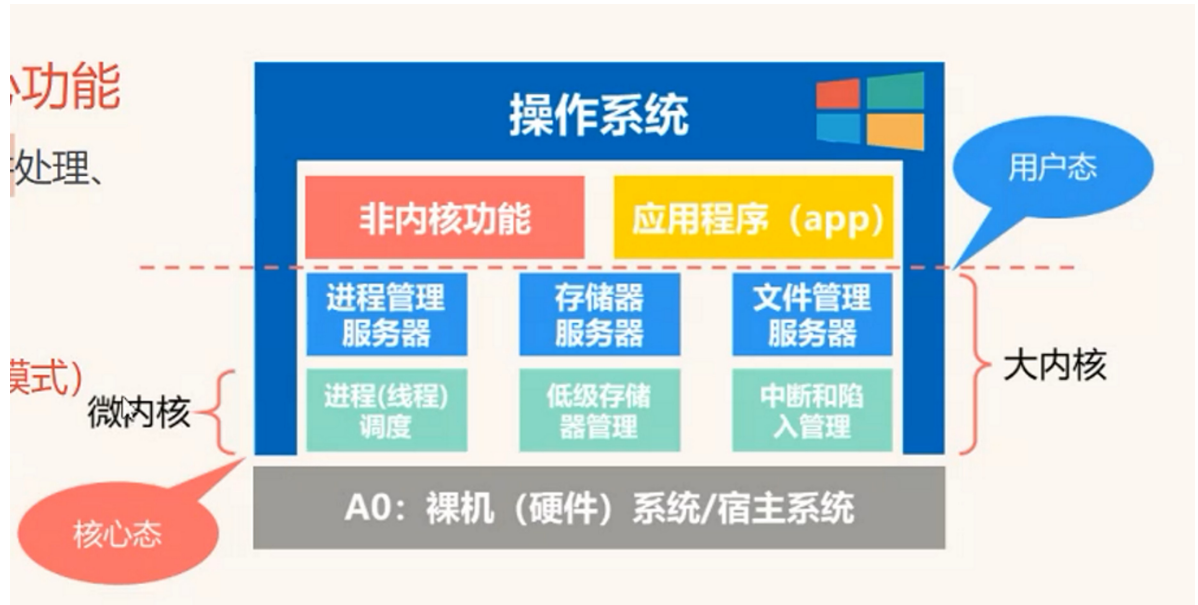 功能
操作系统
处理、
用户态
非内核功能
应用程序（app）
进程管理
服务器
存储器
服务器
文件管理
服务器
大内核
模式）
微内核
进程(线程)
调度
低级存储
器管理
中断和陷
入管理
A0：裸机（硬件）系统/宿主系统
核心态